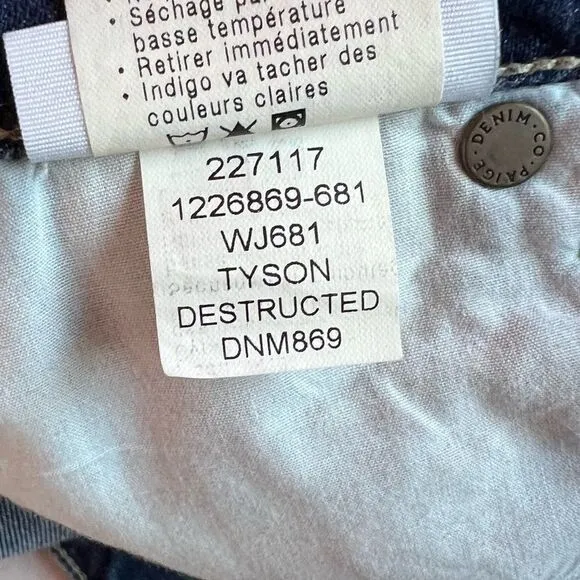 • Séchage
basse température
• Retirer immédiatement
• Indigo va tacher des
couleurs claires
227117
1226869-681
WJ681
TYSON
DESTRUCTED
DNM869
DENIM.CO.PAIGE.